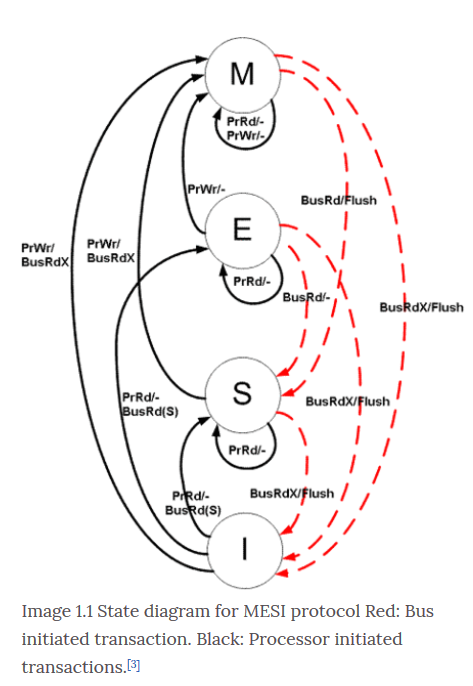 M
PrRd/-
PrWr/-
PrWr/-
BusRd/Flush
E
PrWr/
BusRdX
PrWr/
BusRdX
PrRd/-
BusRd/-
BusRdX/Flush
S
PrRd/-
BusRd(S)
BusRdX/Flush
PrRd/-
PrRd/-
BusRd(S)
BusRdX/Flush
I
Image 1.1 State diagram for MESI protocol Red: Bus
initiated transaction. Black: Processor initiated
transactions.[3]